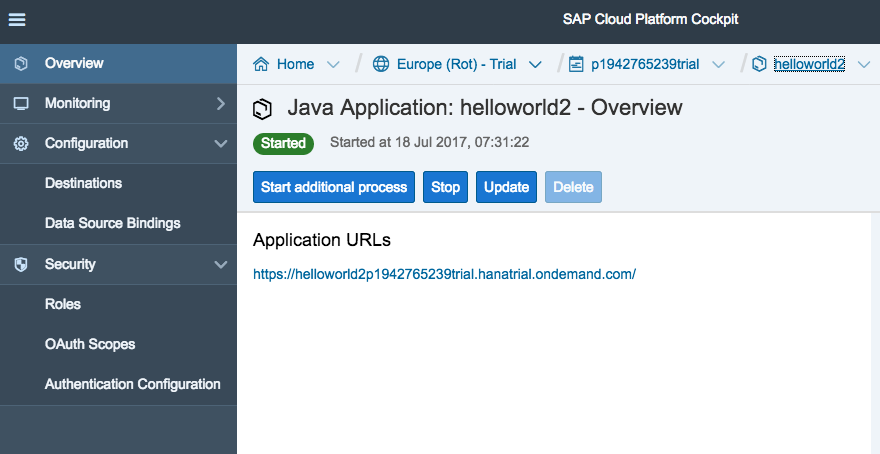 SAP Cloud Platform Cockpit
Overview
Monitoring
Configuration
Destinations
Data Source Bindings
Security
Roles
OAuth Scopes
Authentication Configuration
Home / Europe (Rot) - Trial / p1942765239trial / helloworld2
Java Application: helloworld2 - Overview
Started Started at 18 Jul 2017, 07:31:22
Start additional process Stop Update Delete
Application URLs
https://helloworld2p1942765239trial.hanatrial.ondemand.com/